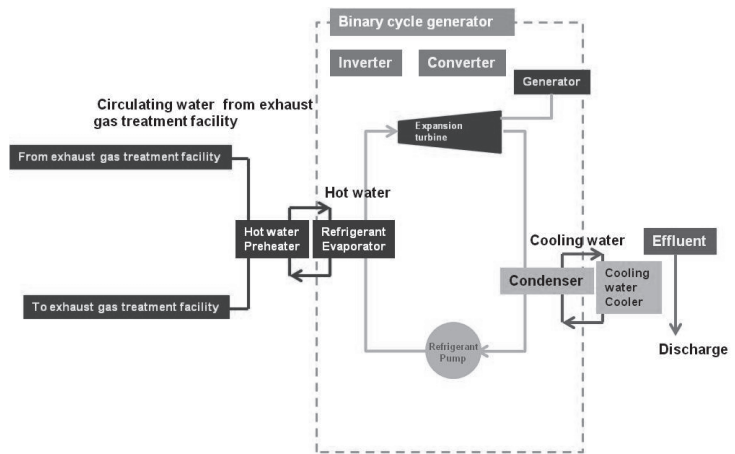 Binary cycle generator
Inverter
Converter
Generator
Circulating water from exhaust
gas treatment facility
Expansion
turbine
From exhaust gas treatment facility
Hot water
Hot water
Preheater
Refrigerant
Evaporator
Cooling water
Effluent
Condenser
Cooling
water
Cooler
To exhaust gas treatment facility
Refrigerant
Pump
Discharge